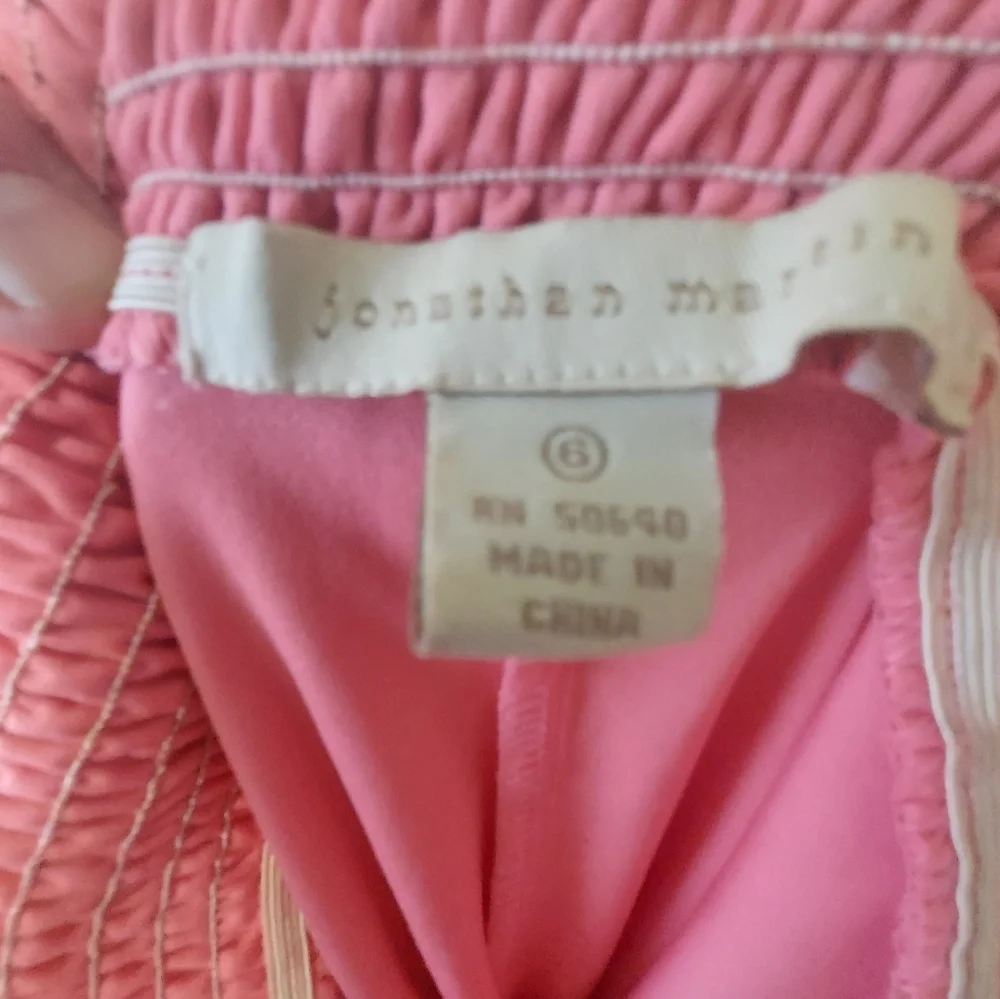 jonathan martin
6
RN 50640
MADE IN
CHINA